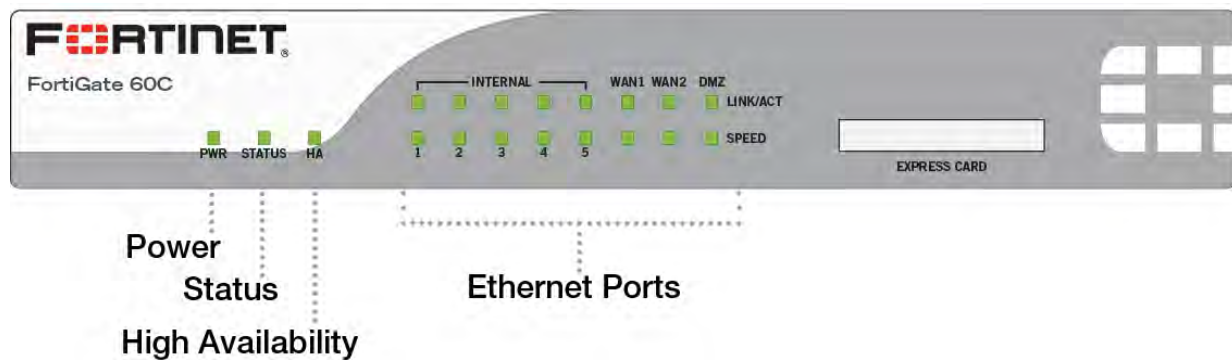 FORTINET®
FortiGate 60C
INTERNAL WAN1 WAN2 DMZ
LINK/ACT
SPEED
PWR STATUS HA 1 2 3 4 5
EXPRESS CARD
Power
Status
High Availability
Ethernet Ports